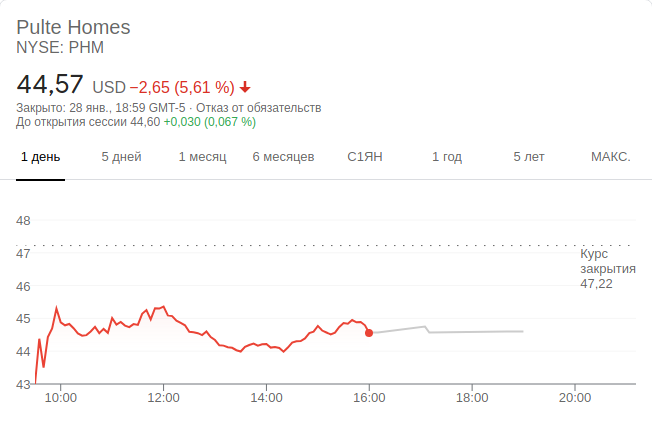 Pulte Homes
NYSE: PHM
44,57 USD −2,65 (5,61 %)
Закрыто: 28 янв., 18:59 GMT-5 · Отказ от обязательств
До открытия сессии 44,60 +0,030 (0,067 %)
1 день 5 дней 1 месяц 6 месяцев С1ЯН 1 год 5 лет МАКС.
48
47
46
45
44
43
Курс
закрытия
47,22
10:00 12:00 14:00 16:00 18:00 20:00